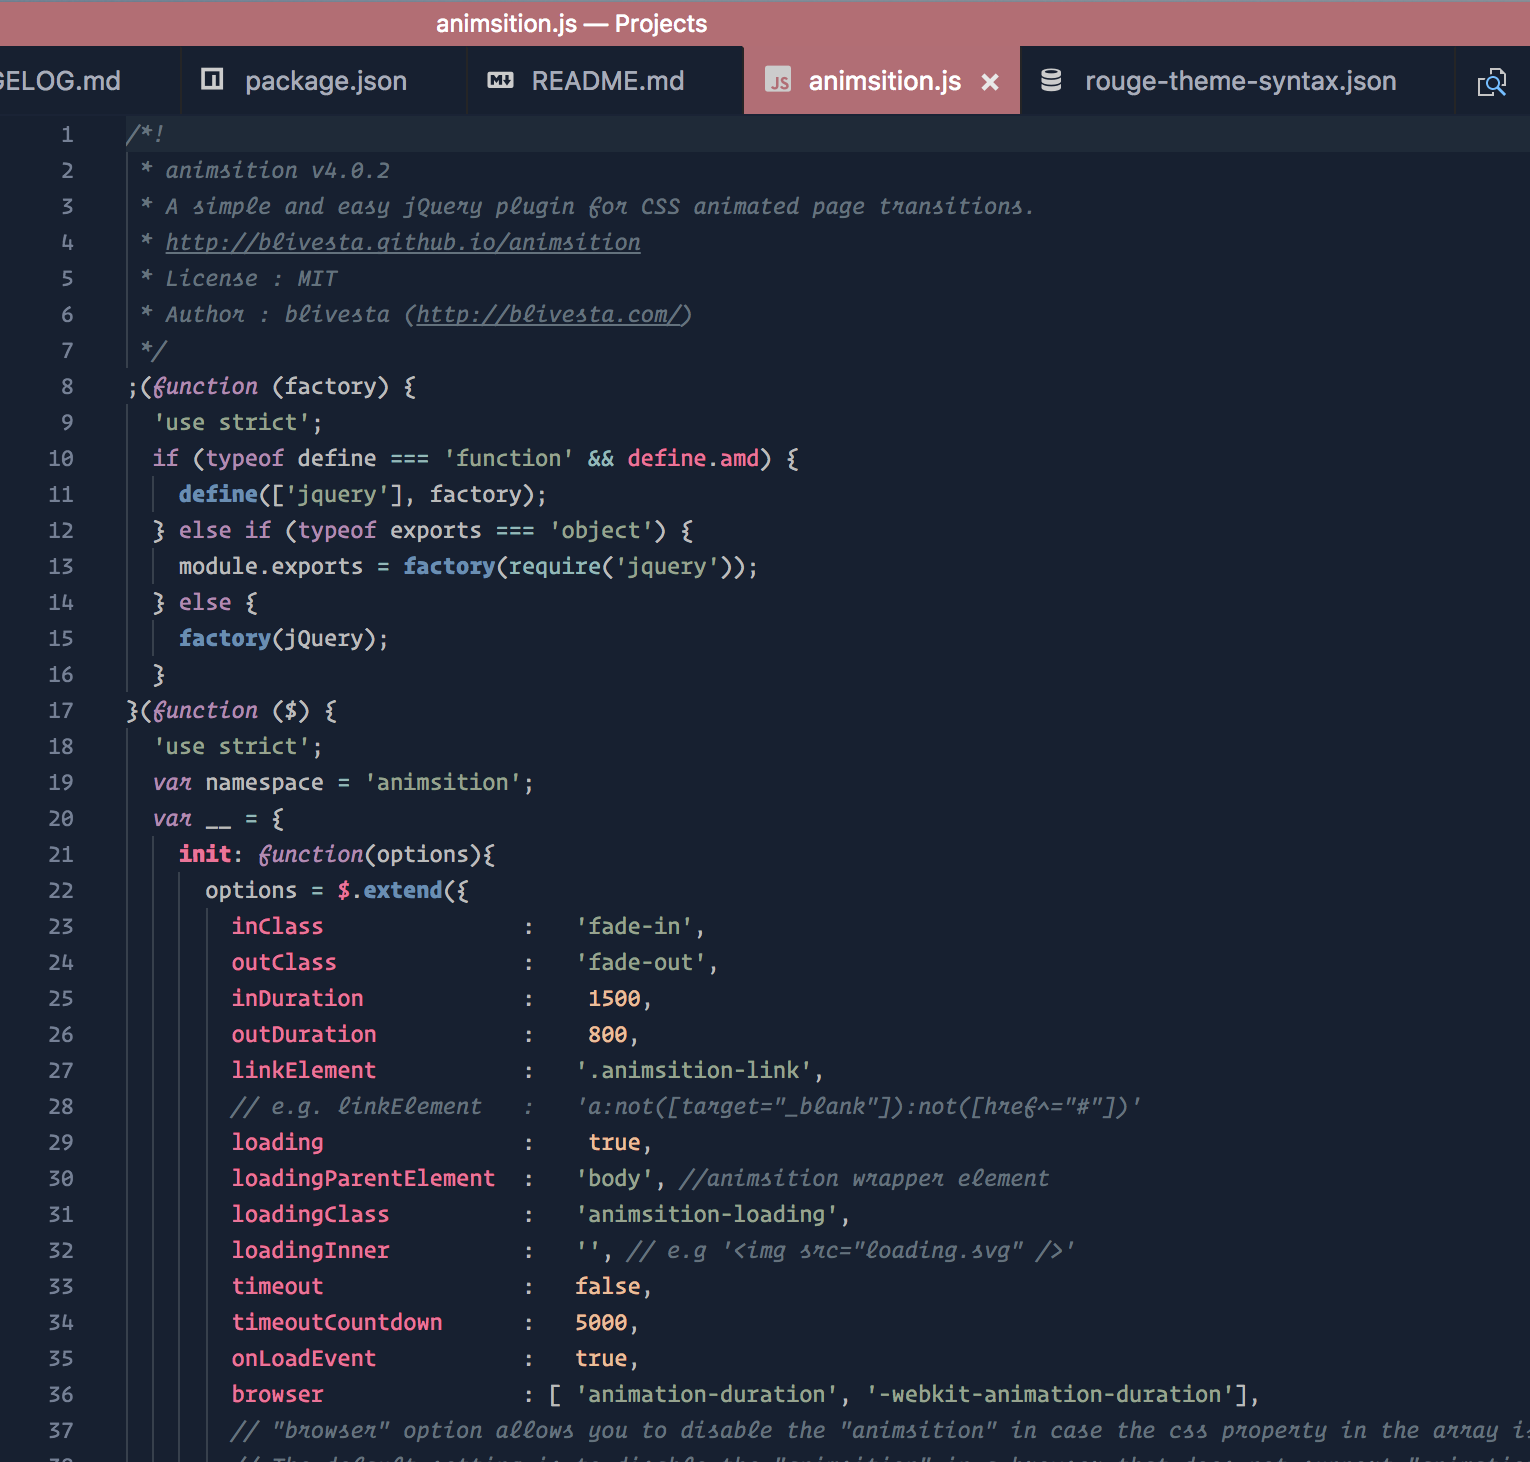 animsition.js — Projects
GELOG.md package.json README.md JS animsition.js × rouge-theme-syntax.json
1 /*!
2 * animsition v4.0.2
3 * A simple and easy jQuery plugin for CSS animated page transitions.
4 * http://blivesta.github.io/animsition
5 * License : MIT
6 * Author : blivesta (http://blivesta.com/)
7 */
8 ;(function (factory) {
9 'use strict';
10 if (typeof define === 'function' && define.amd) {
11 define(['jquery'], factory);
12 } else if (typeof exports === 'object') {
13 module.exports = factory(require('jquery'));
14 } else {
15 factory(jQuery);
16 }
17 }(function ($) {
18 'use strict';
19 var namespace = 'animsition';
20 var __ = {
21 init: function(options){
22 options = $.extend({
23 inClass : 'fade-in',
24 outClass : 'fade-out',
25 inDuration : 1500,
26 outDuration : 800,
27 linkElement : '.animsition-link',
28 // e.g. linkElement : 'a:not([target="_blank"]):not([href^="#"])'
29 loading : true,
30 loadingParentElement : 'body', //animsition wrapper element
31 loadingClass : 'animsition-loading',
32 loadingInner : '', // e.g '<img src="loading.svg" />'
33 timeout : false,
34 timeoutCountdown : 5000,
35 onLoadEvent : true,
36 browser : [ 'animation-duration', '-webkit-animation-duration'],
37 // "browser" option allows you to disable the "animsition" in case the css property in the array is